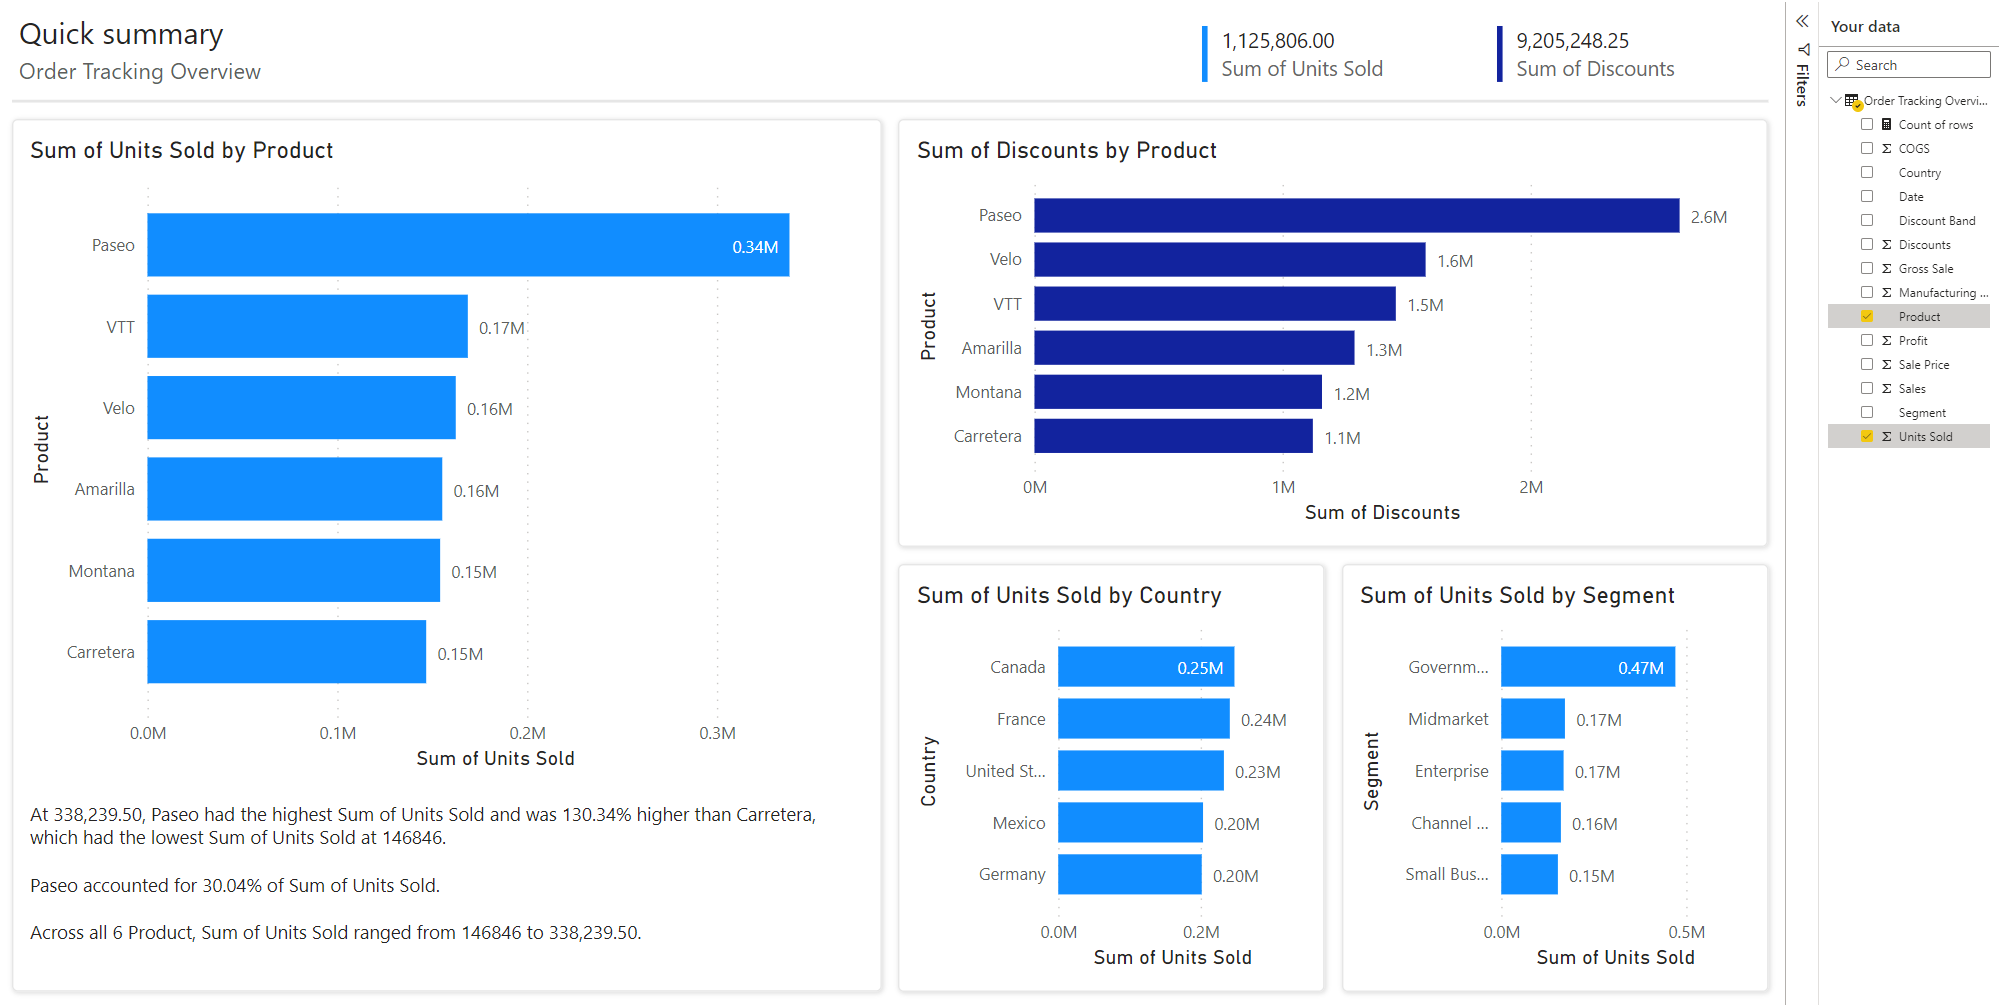 Quick summary
Order Tracking Overview
1,125,806.00
Sum of Units Sold
9,205,248.25
Sum of Discounts
Sum of Units Sold by Product
Product
Paseo
0.34M
VTT
0.17M
Velo
0.16M
Amarilla
0.16M
Montana
0.15M
Carretera
0.15M
0.0M 0.1M 0.2M 0.3M
Sum of Units Sold
At 338,239.50, Paseo had the highest Sum of Units Sold and was 130.34% higher than Carretera,
which had the lowest Sum of Units Sold at 146846.
Paseo accounted for 30.04% of Sum of Units Sold.
Across all 6 Product, Sum of Units Sold ranged from 146846 to 338,239.50.
Sum of Discounts by Product
Product
Paseo
2.6M
Velo
1.6M
VTT
1.5M
Amarilla
1.3M
Montana
1.2M
Carretera
1.1M
0M 1M 2M
Sum of Discounts
Sum of Units Sold by Country
Country
Canada
0.25M
France
0.24M
United St...
0.23M
Mexico
0.20M
Germany
0.20M
0.0M 0.2M
Sum of Units Sold
Sum of Units Sold by Segment
Segment
Governm...
0.47M
Midmarket
0.17M
Enterprise
0.17M
Channel ...
0.16M
Small Bus...
0.15M
0.0M 0.5M
Sum of Units Sold
Filters
Your data
Search
Order Tracking Overvi...
Count of rows
COGS
Country
Date
Discount Band
Discounts
Gross Sale
Manufacturing ...
Product
Profit
Sale Price
Sales
Segment
Units Sold